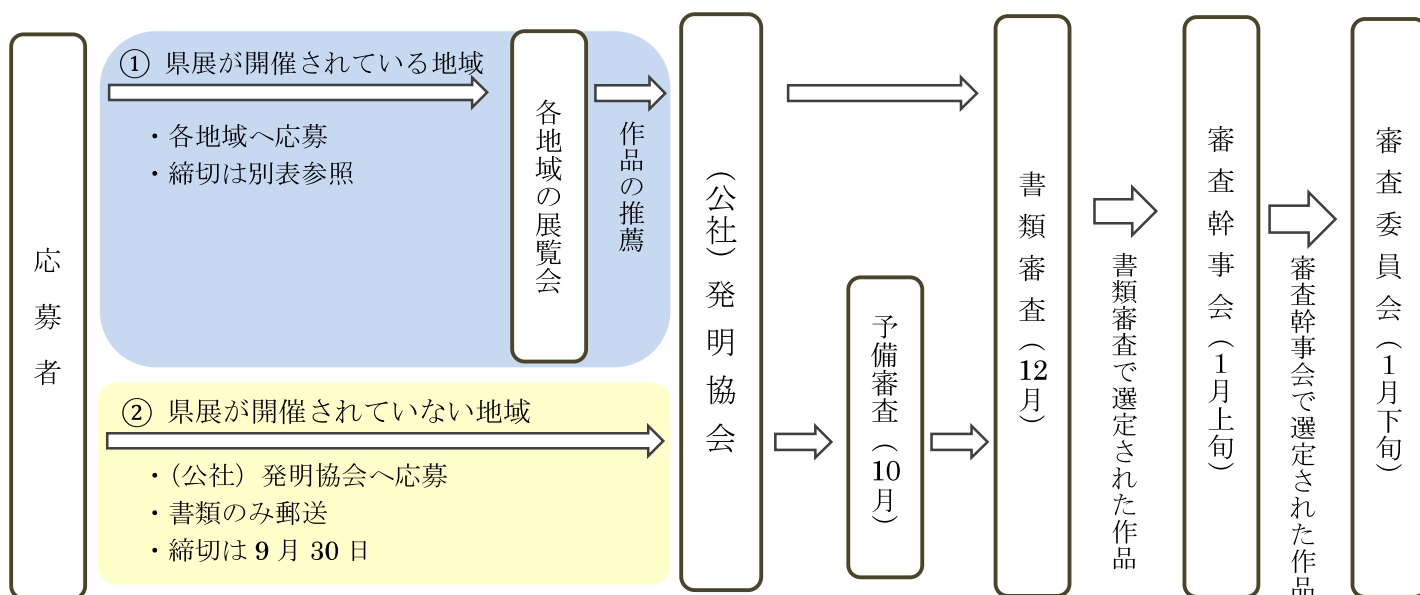 応募者
① 県展が開催されている地域
・各地域へ応募
・締切は別表参照
各地域の展覧会
作品の推薦
② 県展が開催されていない地域
・(公社）発明協会へ応募
・書類のみ郵送
・締切は 9 月 30 日
（公社）発明協会
予備審査（10月）
書類審査（12月）
書類審査で選定された作品
審査幹事会（1月上旬）
審査幹事会で選定された作品
審査委員会（1月下旬）